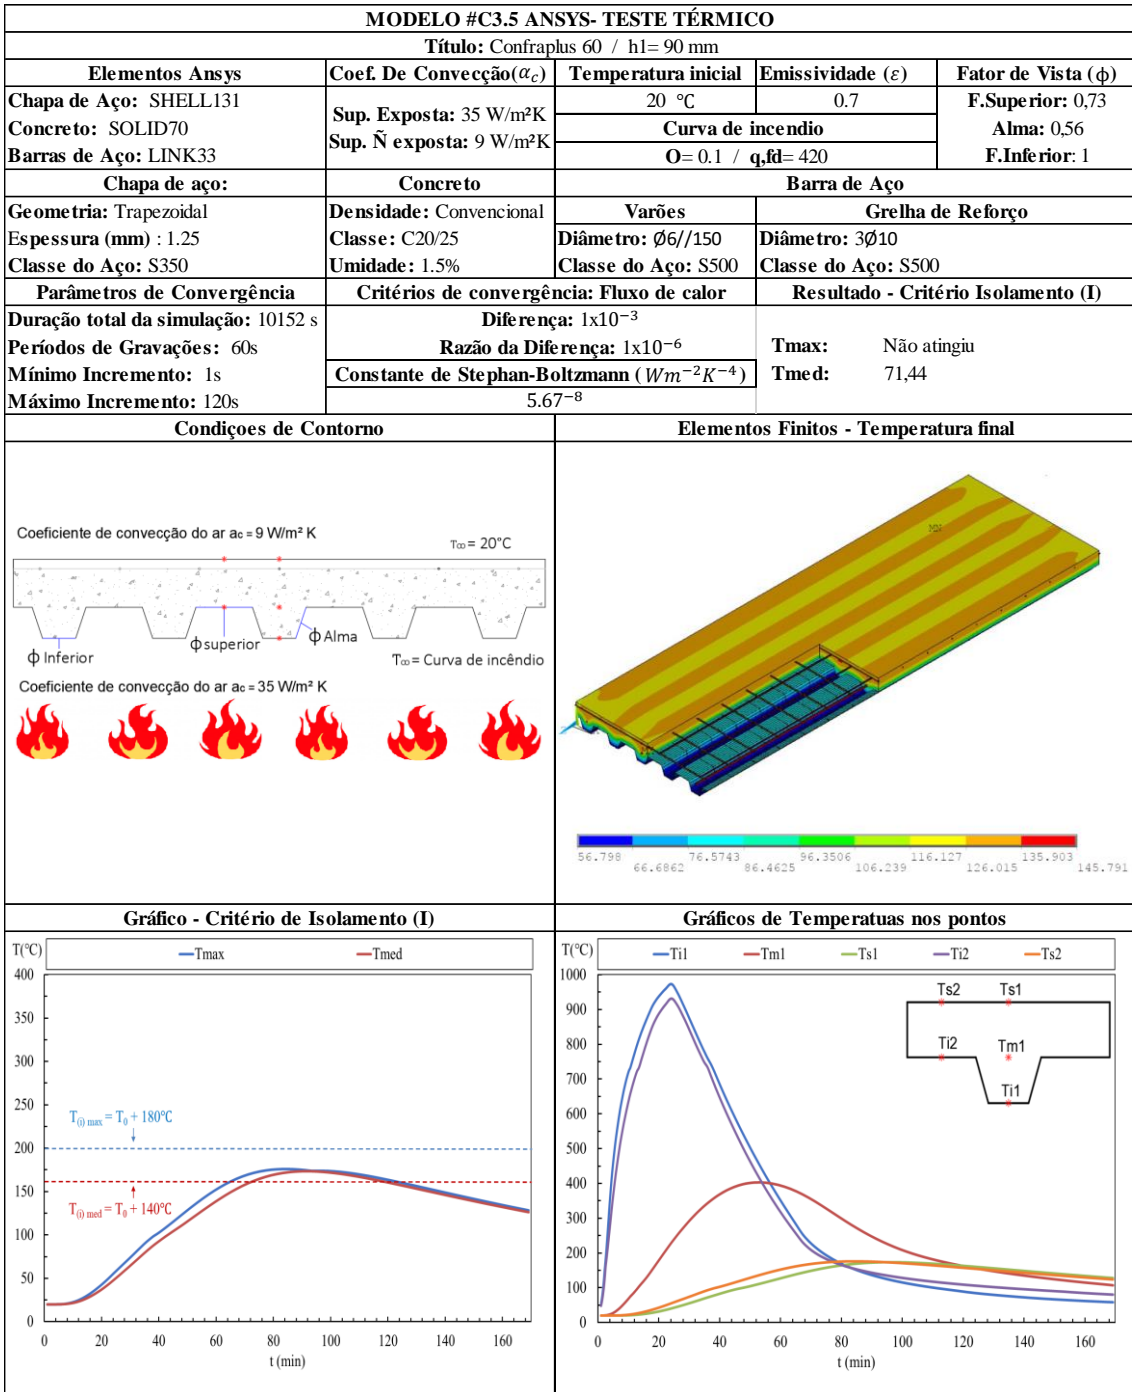 MODELO #C3.5 ANSYS- TESTE TÉRMICO
Título: Confraplus 60 / h1= 90 mm
Elementos Ansys
Coef. De Convecção(α_c)
Temperatura inicial
Emissividade (ε)
Fator de Vista (ϕ)
Chapa de Aço: SHELL131
Concreto: SOLID70
Barras de Aço: LINK33
Sup. Exposta: 35 W/m²K
Sup. Ñ exposta: 9 W/m²K
20 °C
0.7
Curva de incendio
O= 0.1 / q,fd= 420
F.Superior: 0,73
Alma: 0,56
F.Inferior: 1
Chapa de aço:
Concreto
Barra de Aço
Geometria: Trapezoidal
Espessura (mm) : 1.25
Classe do Aço: S350
Densidade: Convencional
Classe: C20/25
Umidade: 1.5%
Varões
Diâmetro: Ø6//150
Classe do Aço: S500
Grelha de Reforço
Diâmetro: 3Ø10
Classe do Aço: S500
Parâmetros de Convergência
Critérios de convergência: Fluxo de calor
Resultado - Critério Isolamento (I)
Duração total da simulação: 10152 s
Períodos de Gravações: 60s
Mínimo Incremento: 1s
Máximo Incremento: 120s
Diferença: 1x10⁻³
Razão da Diferença: 1x10⁻⁶
Constante de Stephan-Boltzmann (Wm⁻²K⁻⁴)
5.67⁻⁸
Tmax: Não atingiu
Tmed: 71,44
Condiçoes de Contorno
Elementos Finitos - Temperatura final
Coeficiente de convecção do ar ac = 9 W/m² K
T∞ = 20°C
ϕ Inferior
ϕ superior
ϕ Alma
T∞ = Curva de incêndio
Coeficiente de convecção do ar ac = 35 W/m² K
MN
56.798
66.6862
76.5743
86.4625
96.3506
106.239
116.127
126.015
135.903
145.791
Gráfico - Critério de Isolamento (I)
Gráficos de Temperatuas nos pontos
T(°C)
Tmax
Tmed
400
350
300
250
200
150
100
50
0
T(i) max = T0 + 180°C
T(i) med = T0 + 140°C
0 20 40 60 80 100 120 140 160
t (min)
T(°C)
Ti1
Tm1
Ts1
Ti2
Ts2
1000
900
800
700
600
500
400
300
200
100
0
Ts2 Ts1
Ti2 Tm1
Ti1
0 20 40 60 80 100 120 140 160
t (min)